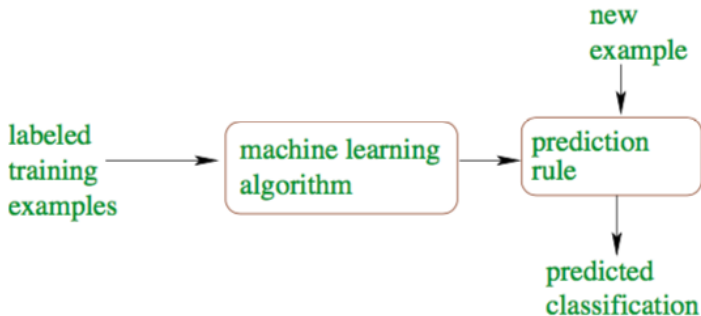 new
example
labeled
training
examples
machine learning
algorithm
prediction
rule
predicted
classification